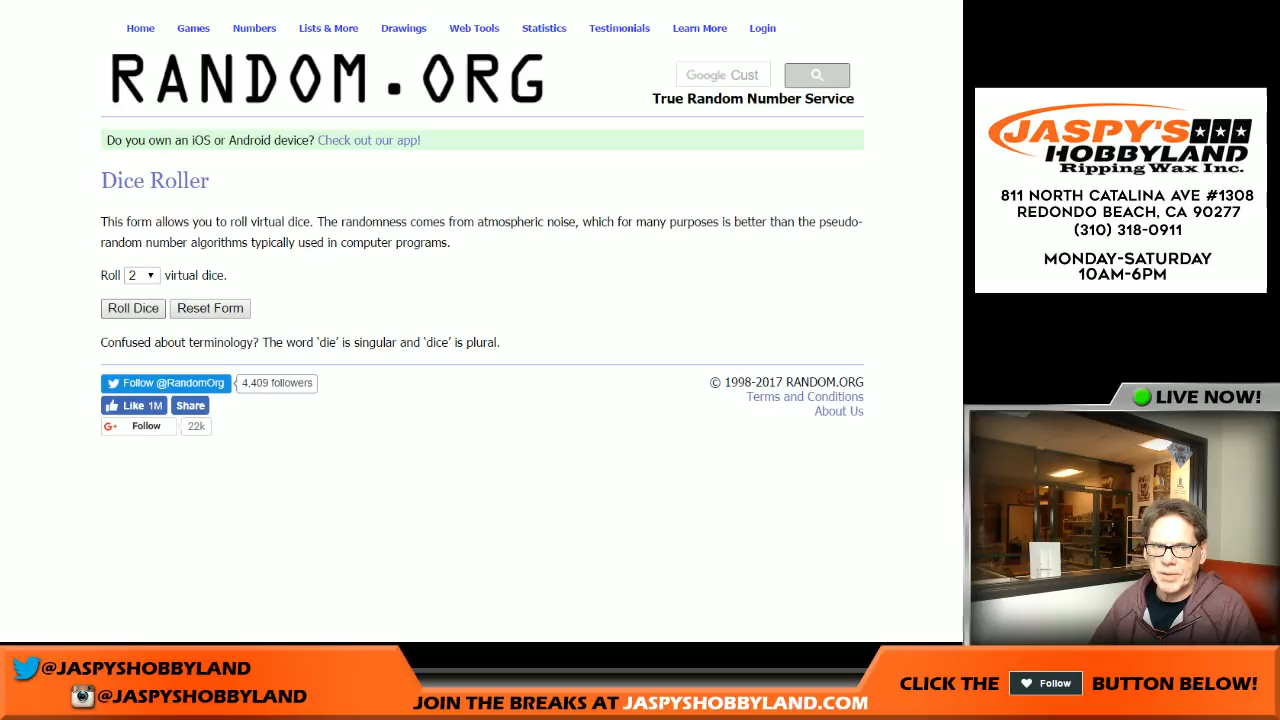 Home Games Numbers Lists & More Drawings Web Tools Statistics Testimonials Learn More Login
RANDOM.ORG
Google Cust
True Random Number Service
Do you own an iOS or Android device? Check out our app!
Dice Roller
This form allows you to roll virtual dice. The randomness comes from atmospheric noise, which for many purposes is better than the pseudo-
random number algorithms typically used in computer programs.
Roll 2 virtual dice.
Roll Dice Reset Form
Confused about terminology? The word ‘die’ is singular and ‘dice’ is plural.
Follow @RandomOrg 4,409 followers
Like 1M Share
G+ Follow 22k
© 1998-2017 RANDOM.ORG
Terms and Conditions
About Us
JASPY'S
HOBBYLAND
Ripping Wax Inc.
811 NORTH CATALINA AVE #1308
REDONDO BEACH, CA 90277
(310) 318-0911
MONDAY-SATURDAY
10AM-6PM
LIVE NOW!
@JASPYSHOBBYLAND
@JASPYSHOBBYLAND
JOIN THE BREAKS AT JASPYSHOBBYLAND.COM
CLICK THE Follow BUTTON BELOW!